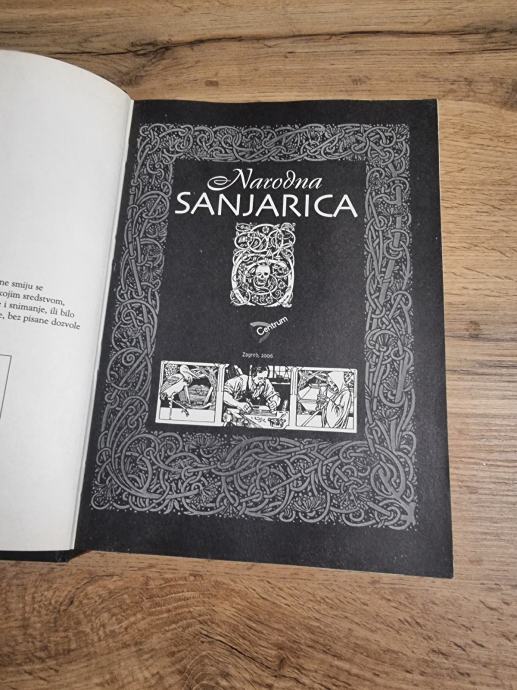 ne smiju se
kojim sredstvom,
e i snimanje, ili bilo
e, bez pisane dozvole
Narodna
SANJARICA
Centrum
Zagreb, 2006